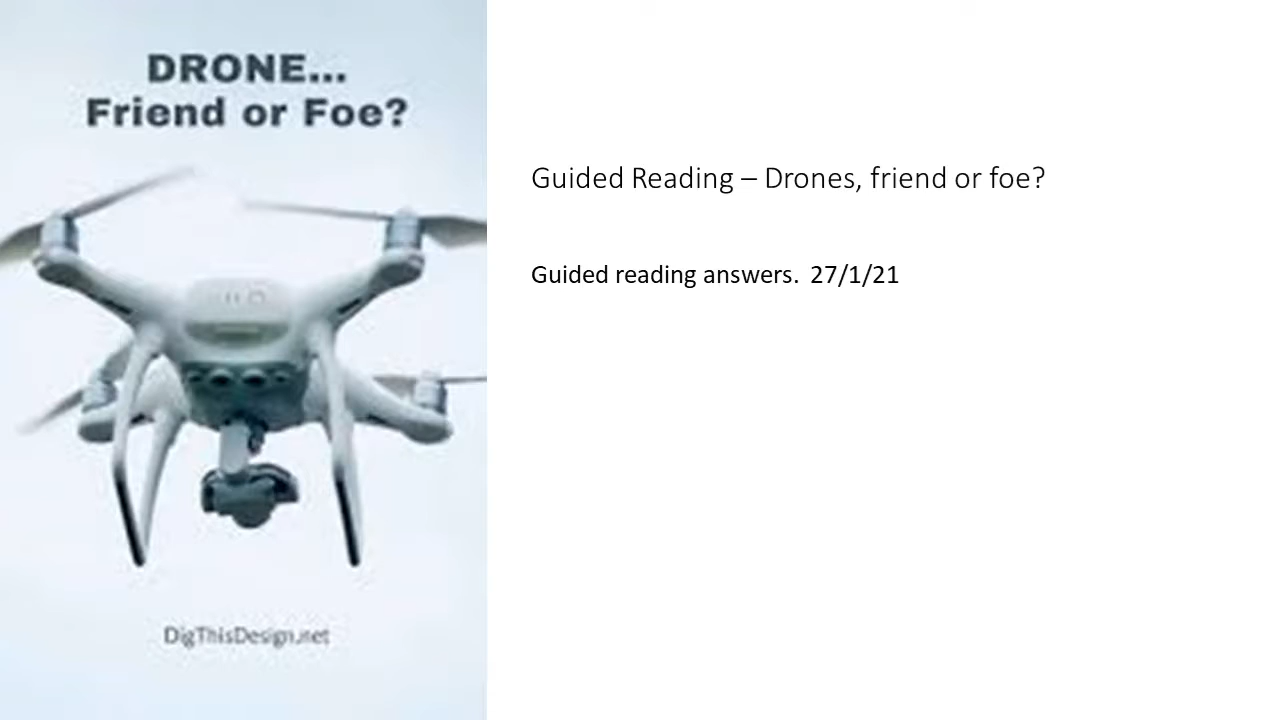 DRONE...
Friend or Foe?
DigThisDesign.net
Guided Reading – Drones, friend or foe?
Guided reading answers.  27/1/21